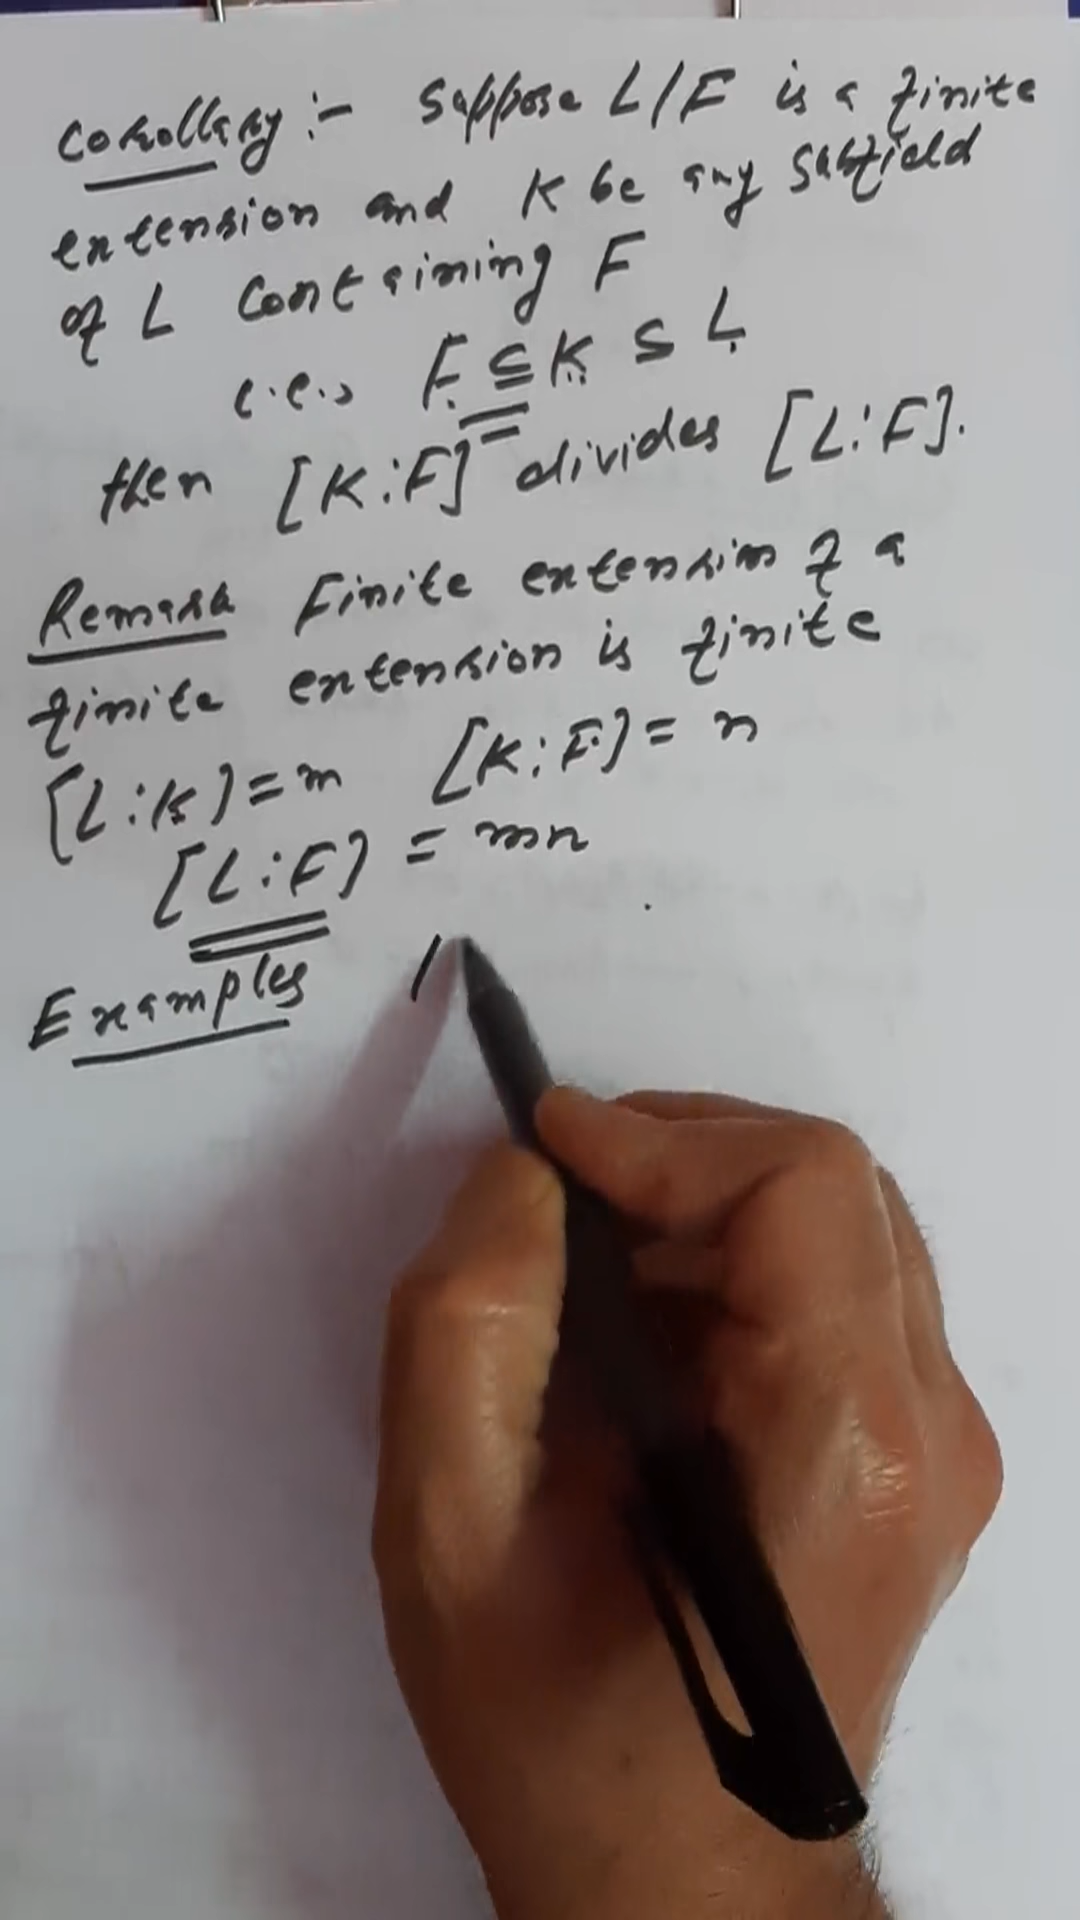 Corollary :- Suppose L/F is a finite
extension and K be any subfield
of L containing F
i.e., F ⊆ K ⊆ L
then [K:F] divides [L:F].
Remark Finite extension of a
finite extension is finite
[L:K] = m [K:F] = n
[L:F] = mn
Examples